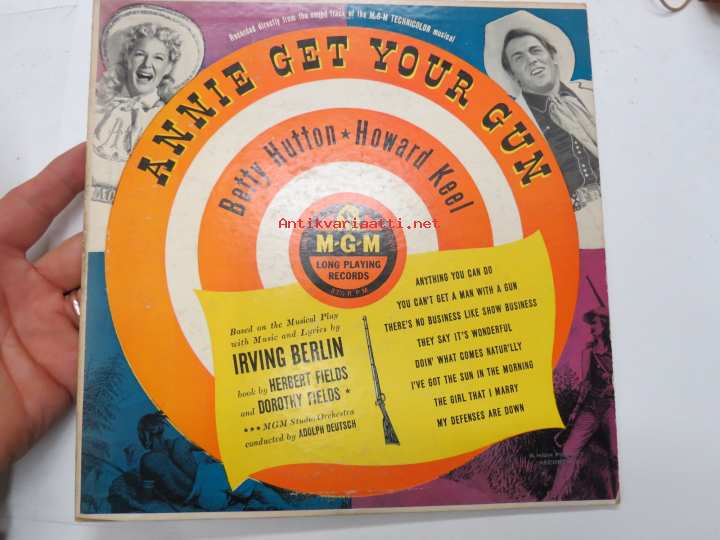 Recorded directly from the sound track of the M-G-M TECHNICOLOR musical
ANNIE GET YOUR GUN
Betty Hutton ★ Howard Keel
Antikvariaatti.net
M-G-M
LONG PLAYING
RECORDS
33⅓ R.P.M.
Based on the Musical Play
with Music and Lyrics by
IRVING BERLIN
book by HERBERT FIELDS
and DOROTHY FIELDS ★
★★★ MGM Studio Orchestra
conducted by ADOLPH DEUTSCH
ANYTHING YOU CAN DO
YOU CAN'T GET A MAN WITH A GUN
THERE'S NO BUSINESS LIKE SHOW BUSINESS
THEY SAY IT'S WONDERFUL
DOIN' WHAT COMES NATUR'LLY
I'VE GOT THE SUN IN THE MORNING
THE GIRL THAT I MARRY
MY DEFENSES ARE DOWN
A HIGH
RECORD